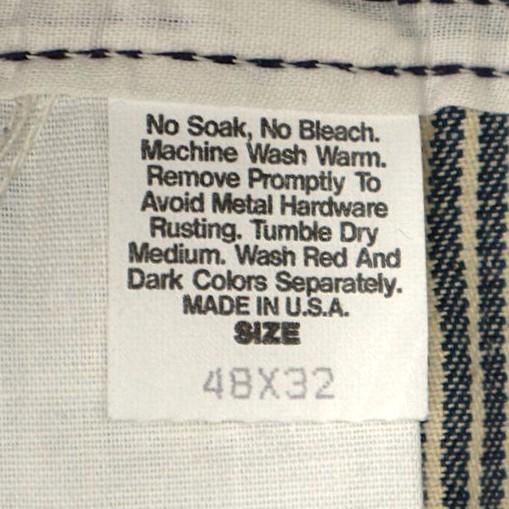 No Soak, No Bleach.
Machine Wash Warm.
Remove Promptly To
Avoid Metal Hardware
Rusting. Tumble Dry
Medium. Wash Red And
Dark Colors Separately.
MADE IN U.S.A.
SIZE
48X32